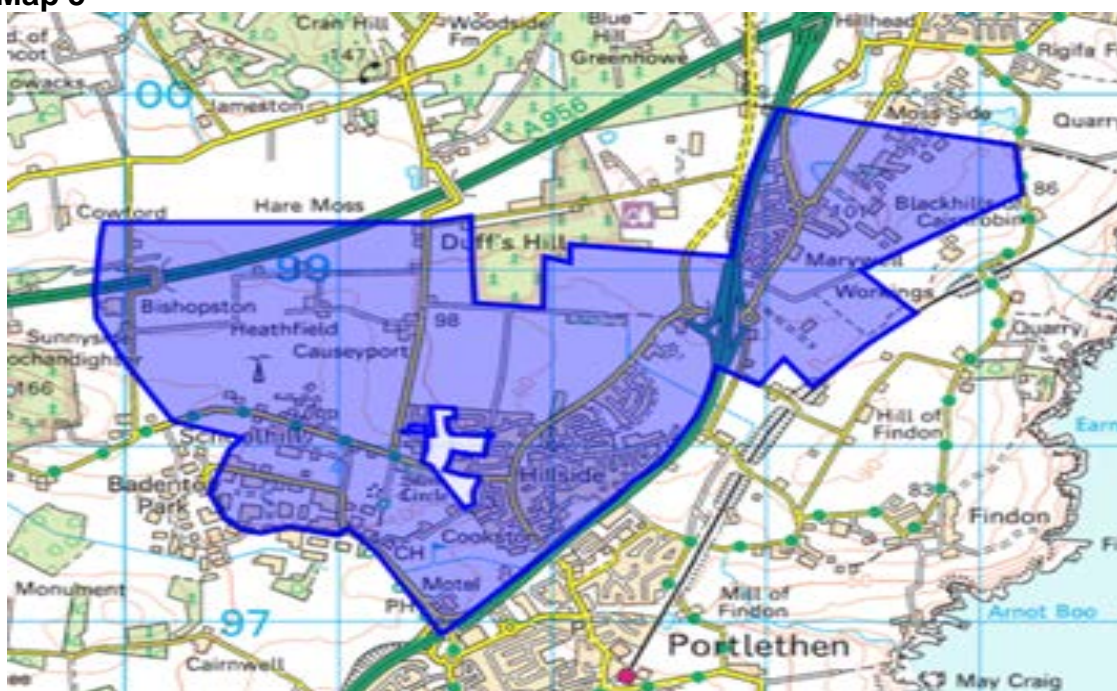 Cran Hill
Woodside
Fm
Blue
Hill
Greenhowe
Hillhead
Rigifa
147
00
Jameston
A956
Moss Side
Quarry
Cowford
Hare Moss
Duff's Hill
101
86
Blackhills
Cairnrobin
99
Marywell
Bishopston
Workings
Heathfield
98
Sunnyside
Causeyport
Quarry
166
Hill of
Findon
Schoolhill
Badentoy
Park
Circle
Hillside
83
Findon
Cookston
CH
Monument
Motel
PH
Mill of
Findon
97
Arnot Boo
Portlethen
Cairnwell
May Craig